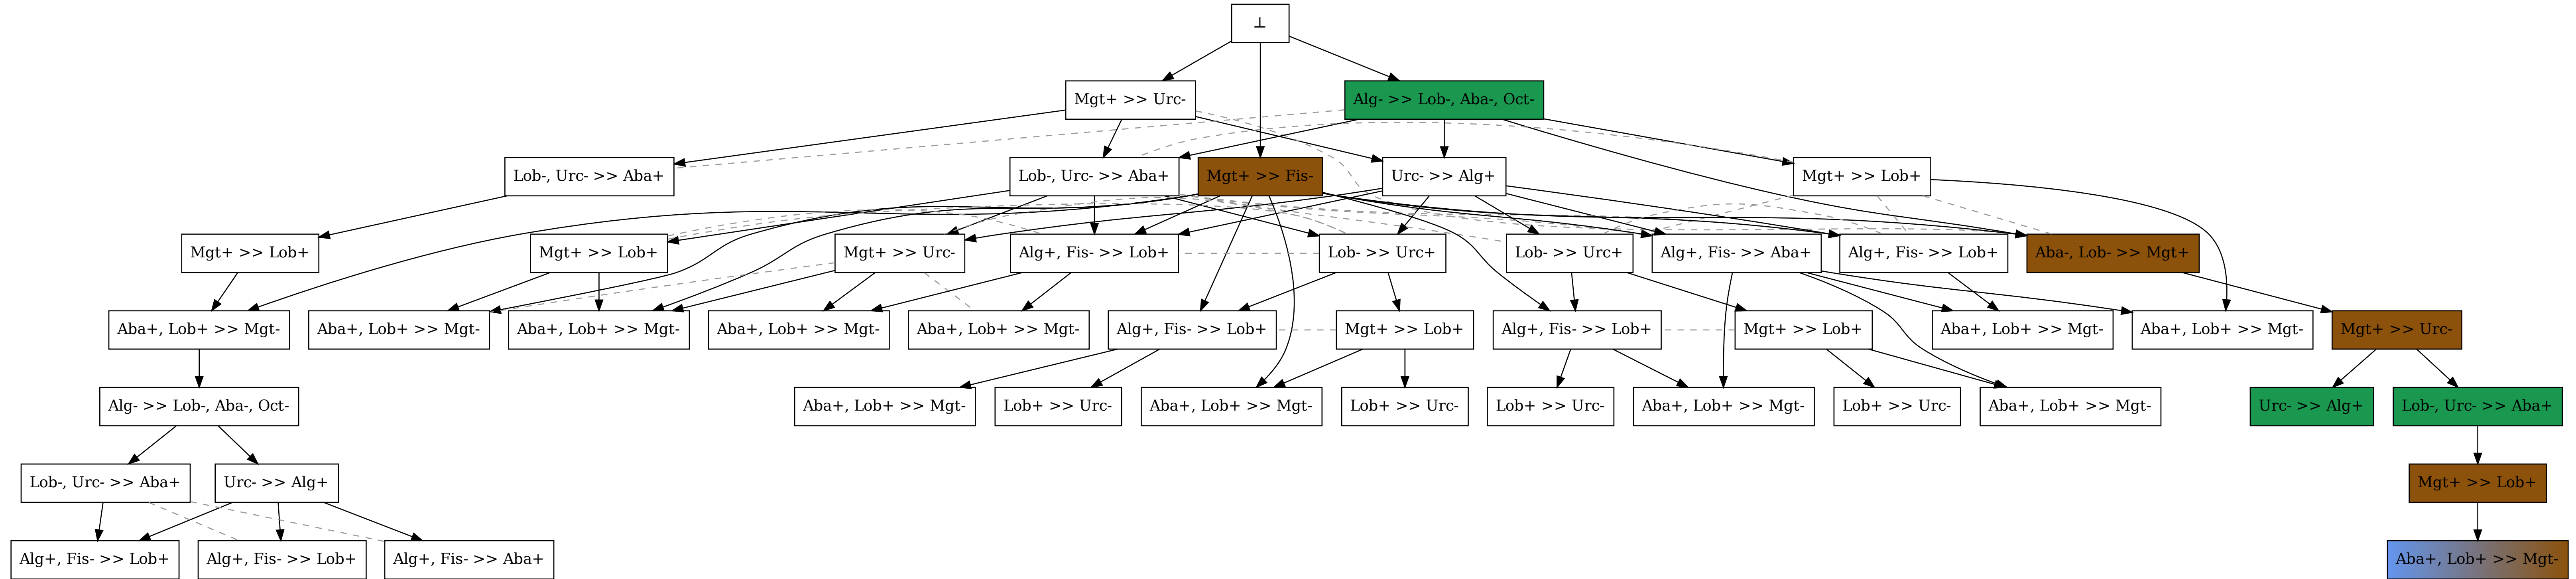 ⊥
Mgt+ >> Urc-
Alg- >> Lob-, Aba-, Oct-
Lob-, Urc- >> Aba+
Lob-, Urc- >> Aba+
Mgt+ >> Fis-
Urc- >> Alg+
Mgt+ >> Lob+
Mgt+ >> Lob+
Mgt+ >> Lob+
Mgt+ >> Urc-
Alg+, Fis- >> Lob+
Lob- >> Urc+
Lob- >> Urc+
Alg+, Fis- >> Aba+
Alg+, Fis- >> Lob+
Aba-, Lob- >> Mgt+
Aba+, Lob+ >> Mgt-
Aba+, Lob+ >> Mgt-
Aba+, Lob+ >> Mgt-
Aba+, Lob+ >> Mgt-
Aba+, Lob+ >> Mgt-
Alg+, Fis- >> Lob+
Mgt+ >> Lob+
Alg+, Fis- >> Lob+
Mgt+ >> Lob+
Aba+, Lob+ >> Mgt-
Aba+, Lob+ >> Mgt-
Mgt+ >> Urc-
Alg- >> Lob-, Aba-, Oct-
Aba+, Lob+ >> Mgt-
Lob+ >> Urc-
Aba+, Lob+ >> Mgt-
Lob+ >> Urc-
Lob+ >> Urc-
Aba+, Lob+ >> Mgt-
Lob+ >> Urc-
Aba+, Lob+ >> Mgt-
Urc- >> Alg+
Lob-, Urc- >> Aba+
Lob-, Urc- >> Aba+
Urc- >> Alg+
Mgt+ >> Lob+
Alg+, Fis- >> Lob+
Alg+, Fis- >> Lob+
Alg+, Fis- >> Aba+
Aba+, Lob+ >> Mgt-